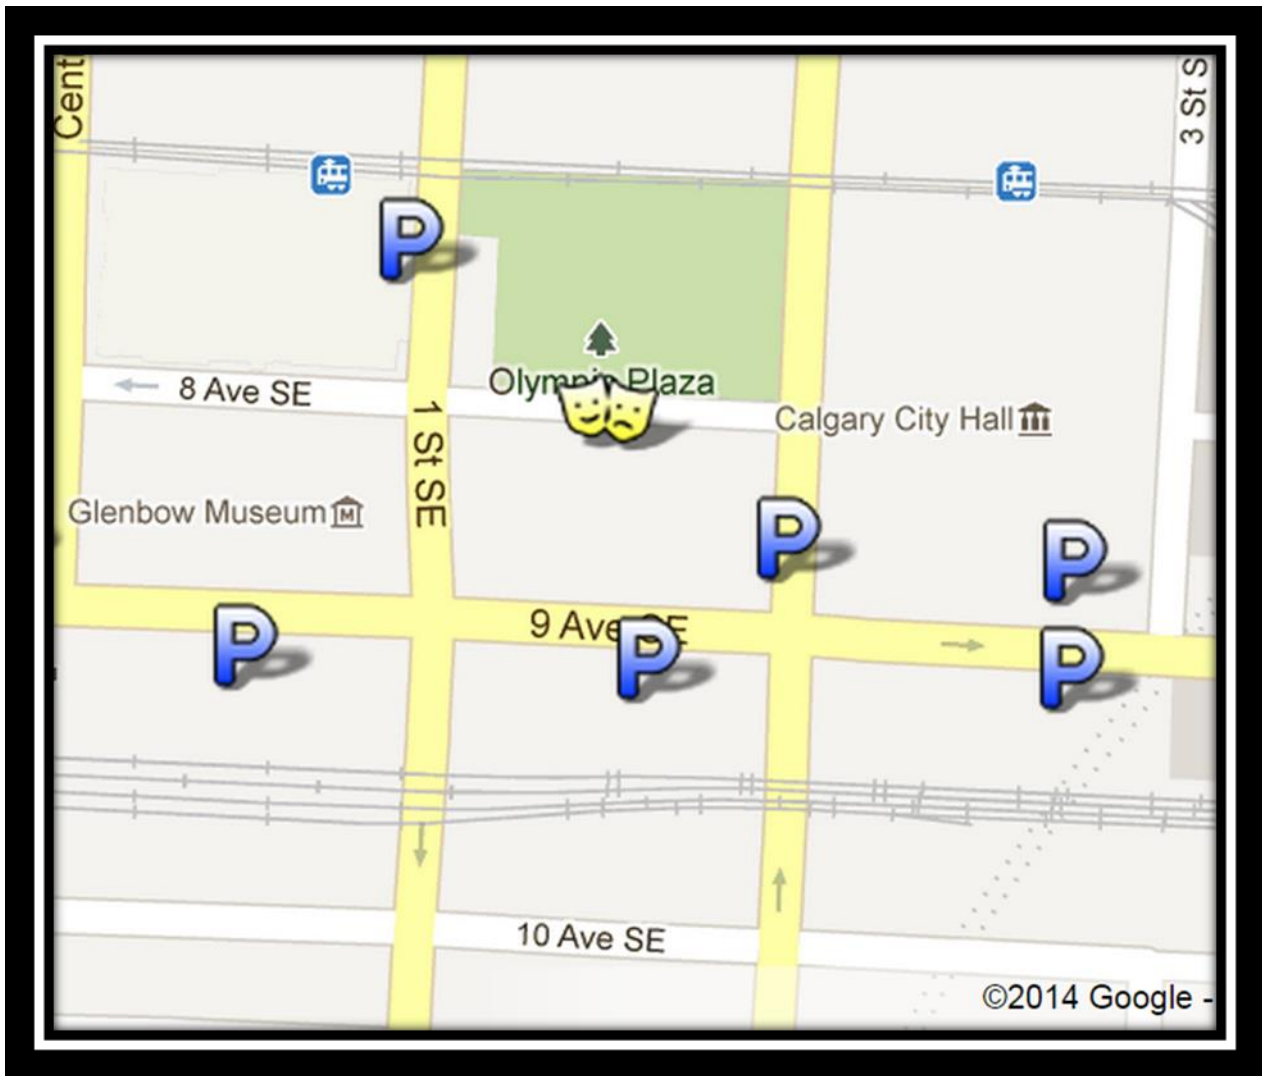 Cent
3 St S
P
Olympic Plaza
8 Ave SE
Calgary City Hall
1 St SE
Glenbow Museum
M
P
P
9 Ave SE
P
P
P
10 Ave SE
©2014 Google -